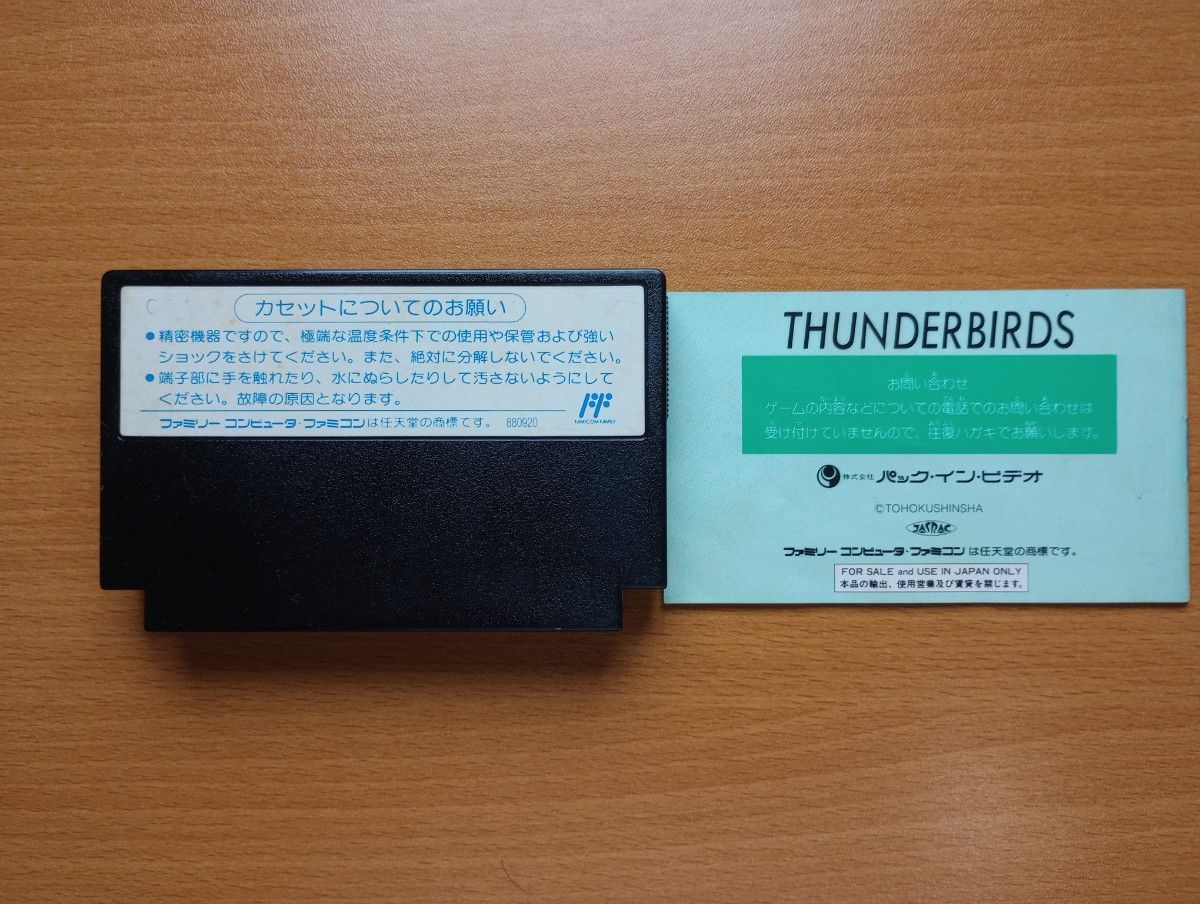 カセットについてのお願い
●精密機器ですので、極端な温度条件下での使用や保管および強い
ショックをさけてください。また、絶対に分解しないでください。
●端子部に手を触れたり、水にぬらしたりして汚さないようにして
ください。故障の原因となります。
ファミリー コンピュータ・ファミコンは任天堂の商標です。 880920
FAMICOM FAMILY
THUNDERBIRDS
お問い合わせ
ゲームの内容などについての電話でのお問い合わせは
受け付けていませんので、往復ハガキでお願いします。
株式会社 パック・イン・ビデオ
©TOHOKUSHINSHA
JASRAC
ファミリー コンピュータ・ファミコン は任天堂の商標です。
FOR SALE and USE IN JAPAN ONLY
本品の輸出、使用営業及び賃貸を禁じます。